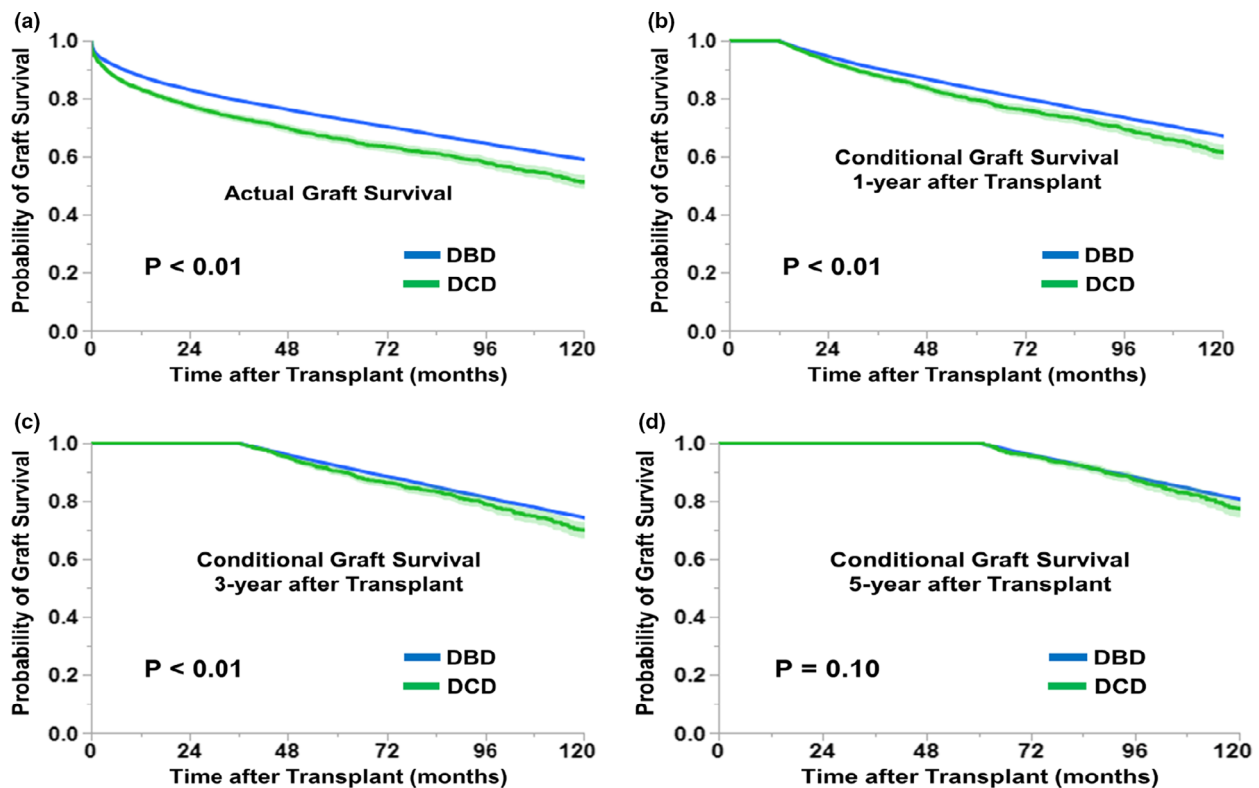 (a)
Probability of Graft Survival
1.0
0.8
0.6
0.4
0.2
0.0
Actual Graft Survival
P < 0.01
DBD
DCD
0 24 48 72 96 120
Time after Transplant (months)
(b)
Probability of Graft Survival
1.0
0.8
0.6
0.4
0.2
0.0
Conditional Graft Survival
1-year after Transplant
P < 0.01
DBD
DCD
0 24 48 72 96 120
Time after Transplant (months)
(c)
Probability of Graft Survival
1.0
0.8
0.6
0.4
0.2
0.0
Conditional Graft Survival
3-year after Transplant
P < 0.01
DBD
DCD
0 24 48 72 96 120
Time after Transplant (months)
(d)
Probability of Graft Survival
1.0
0.8
0.6
0.4
0.2
0.0
Conditional Graft Survival
5-year after Transplant
P = 0.10
DBD
DCD
0 24 48 72 96 120
Time after Transplant (months)